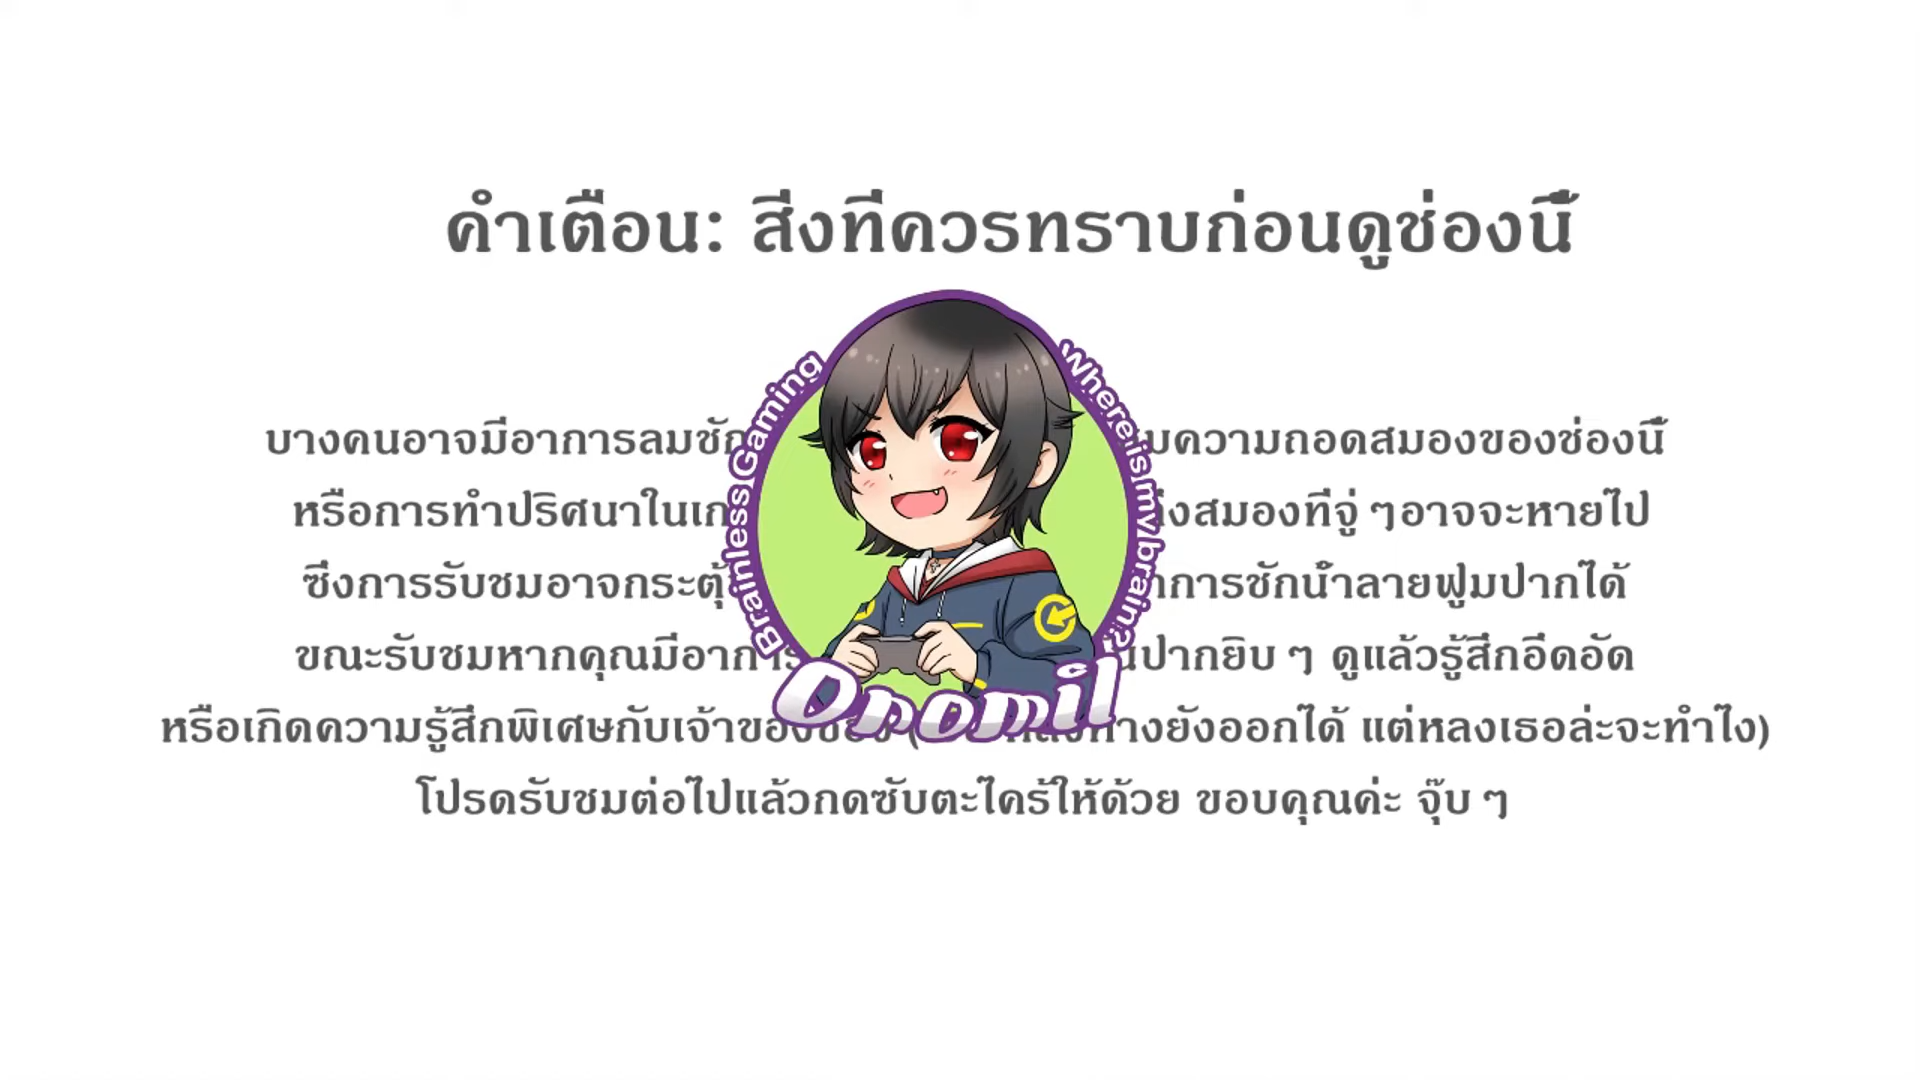 คำเตือน: สิ่งที่ควรทราบก่อนดูช่องนี้
Brainless Gaming
Where is my brain?
บางคนอาจมีอาการลมชัก ความถอดสมองของช่องนี้
หรือการทำปริศนาในเก สมองที่จู่ ๆอาจจะหายไป
ซึ่งการรับชมอาจกระตุ้ การชักน้ำลายฟูมปากได้
ขณะรับชมหากคุณมีอาการ ปากยิบ ๆ ดูแล้วรู้สึกอึดอัด
Onomil
หรือเกิดความรู้สึกพิเศษกับเจ้าของช่อง ( ทางยังออกได้ แต่หลงเธอล่ะจะทำไง)
โปรดรับชมต่อไปแล้วกดซับตะไคร้ให้ด้วย ขอบคุณค่ะ จุ๊บ ๆ